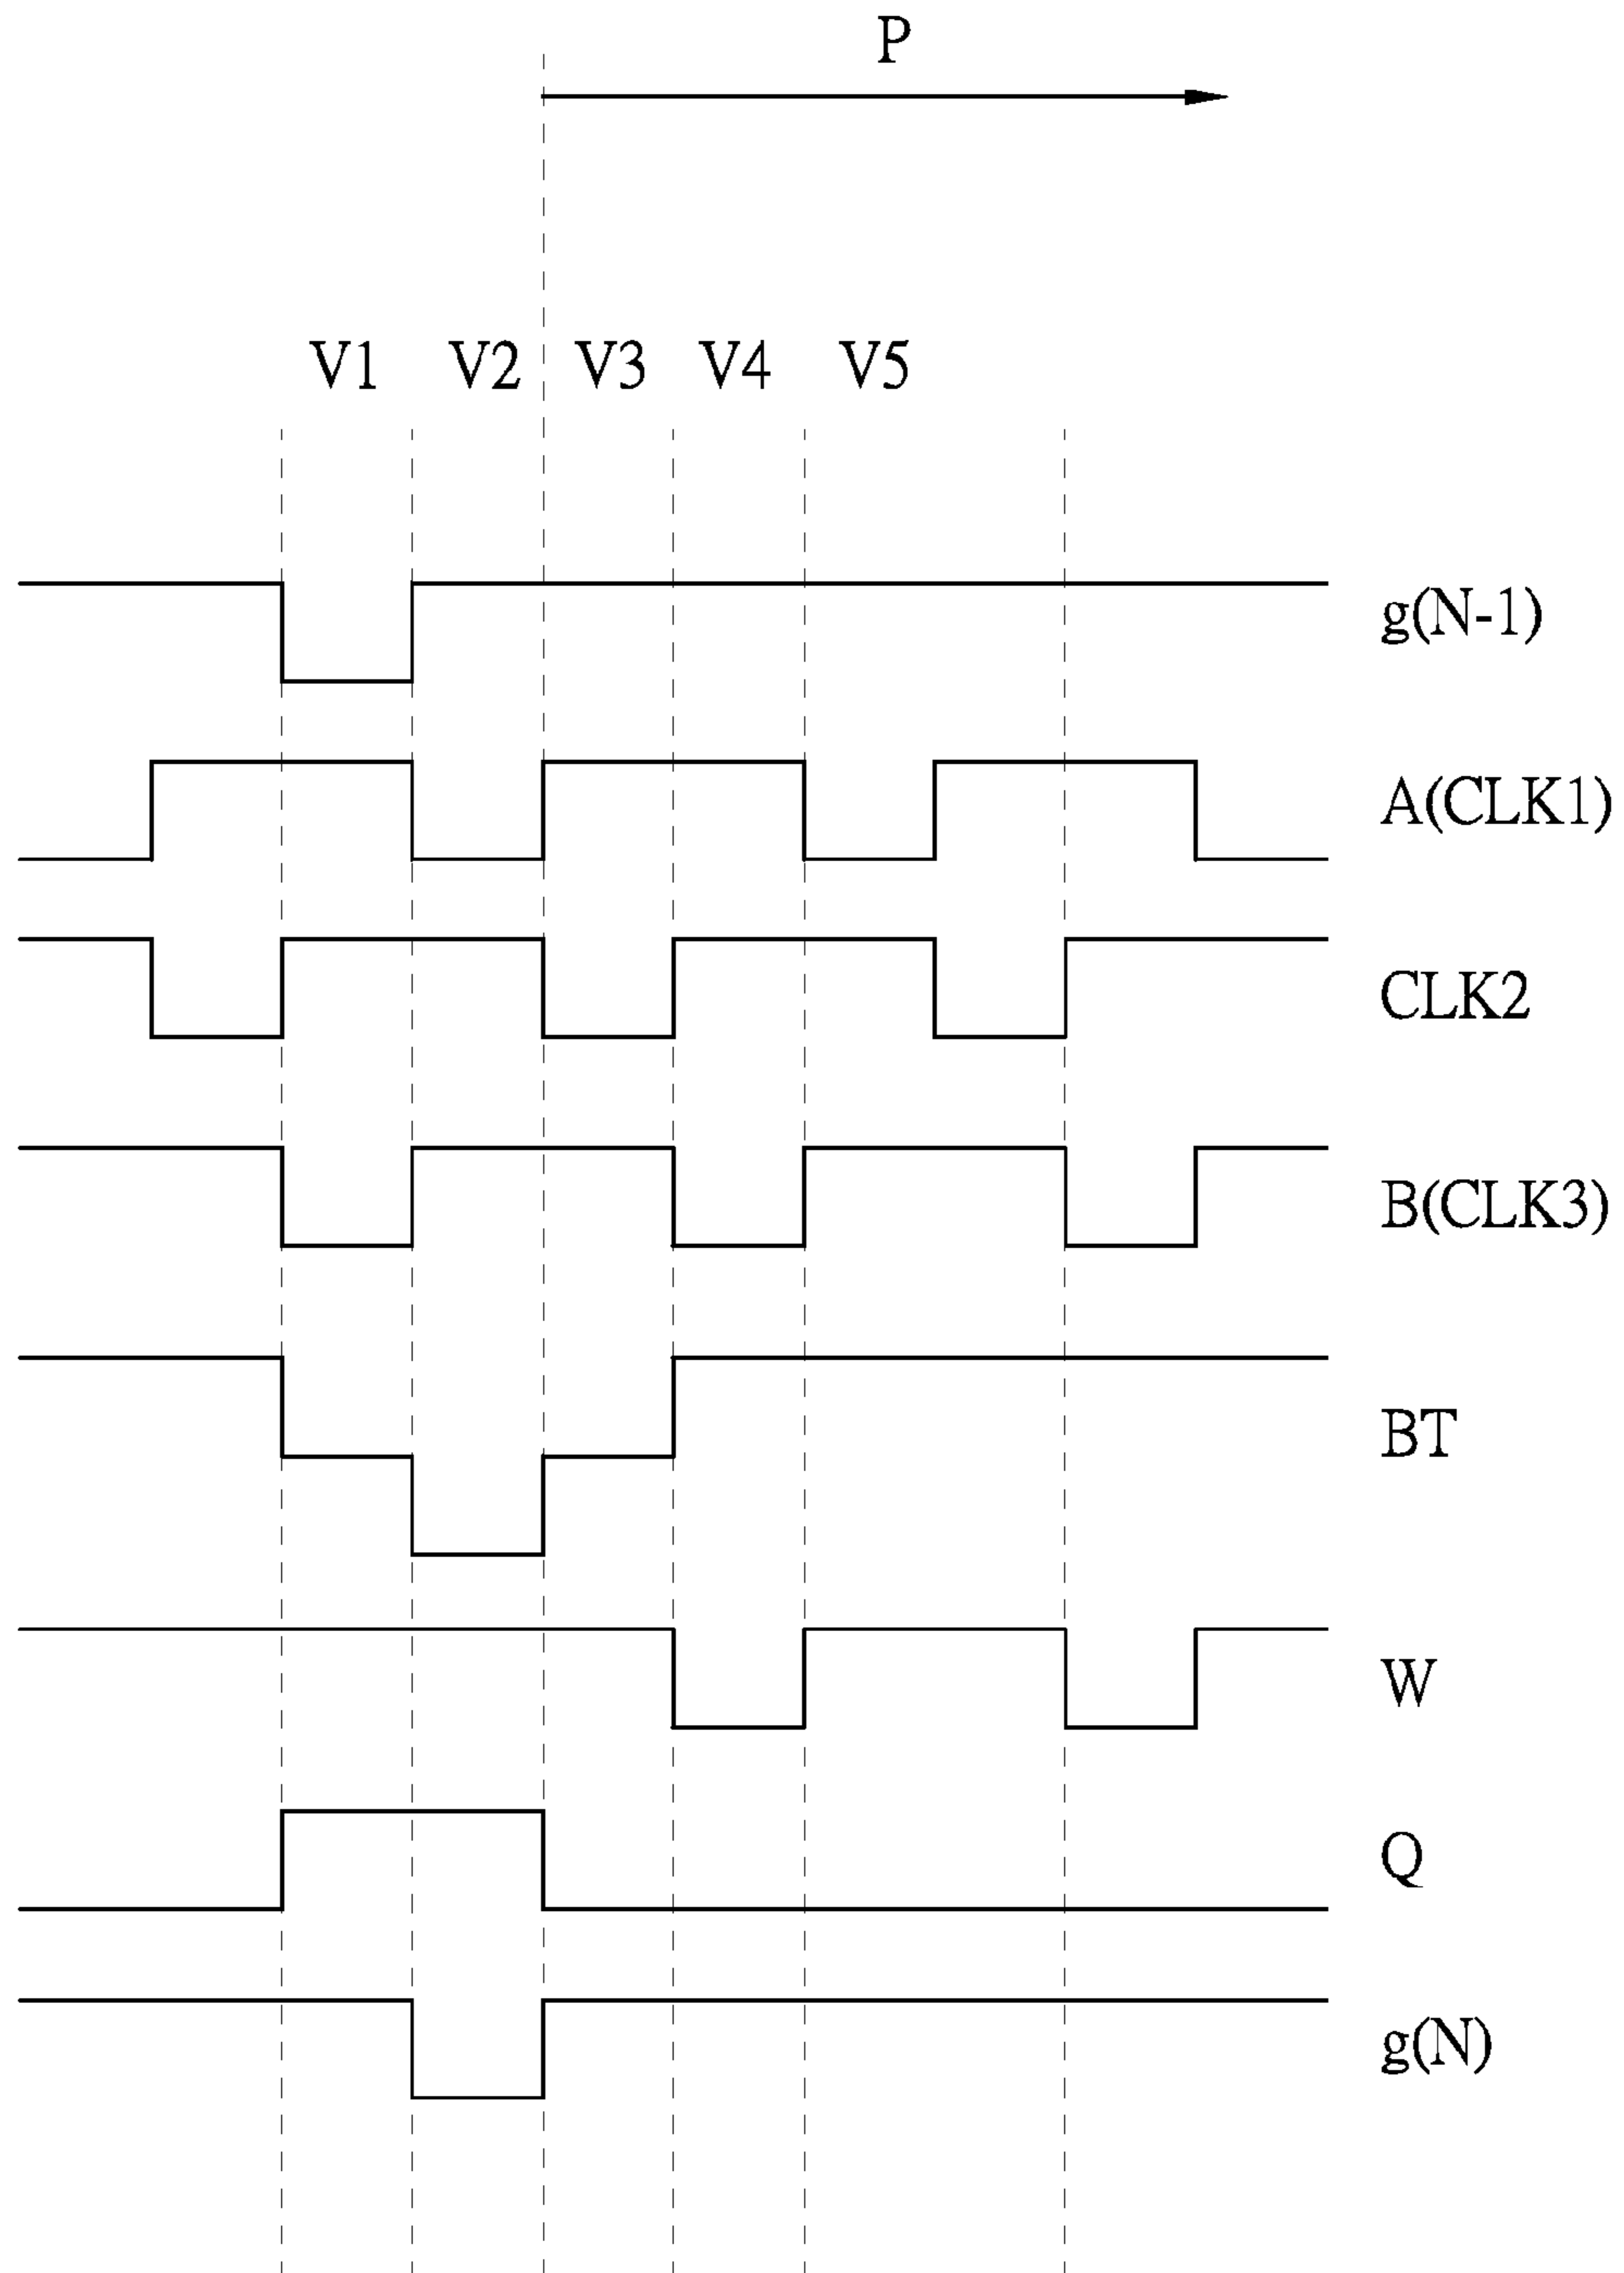 P
V1 V2 V3 V4 V5
g(N-1)
A(CLK1)
CLK2
B(CLK3)
BT
W
Q
g(N)